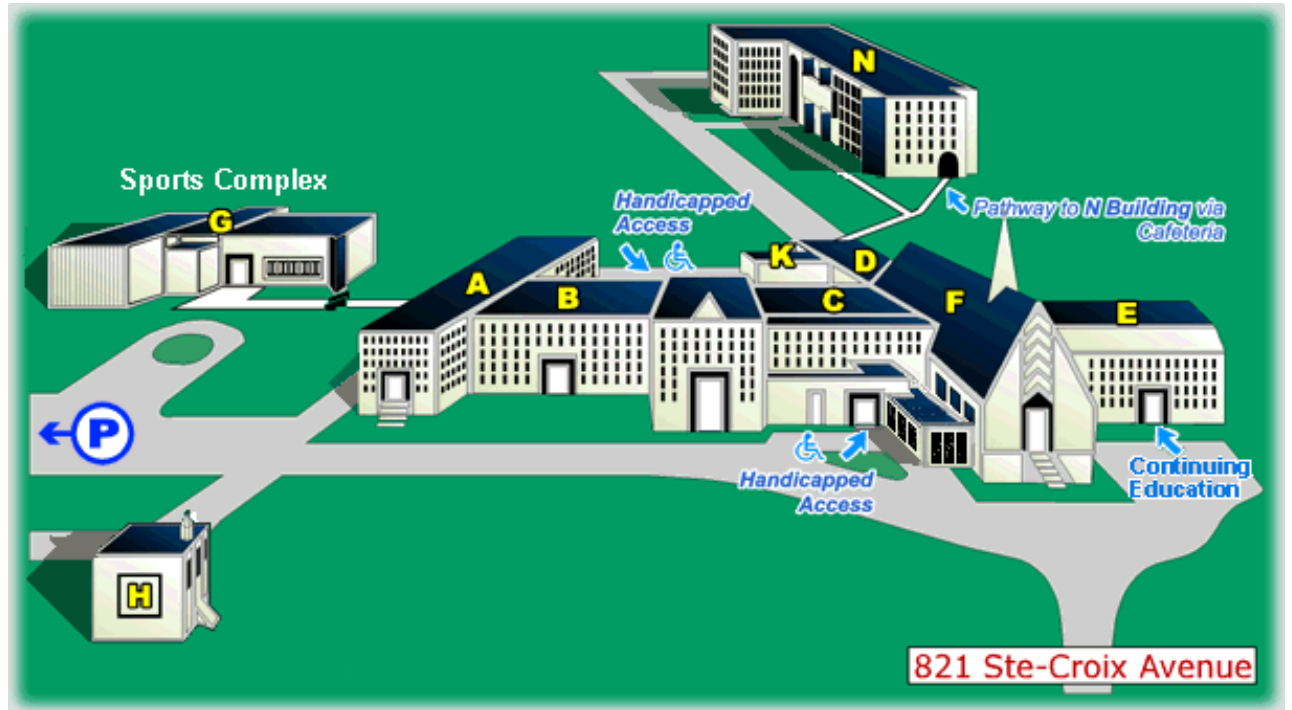 N
Sports Complex
G
Handicapped
Access
Pathway to N Building via
Cafeteria
K
D
A
B
C
F
E
P
Handicapped
Access
Continuing
Education
H
821 Ste-Croix Avenue